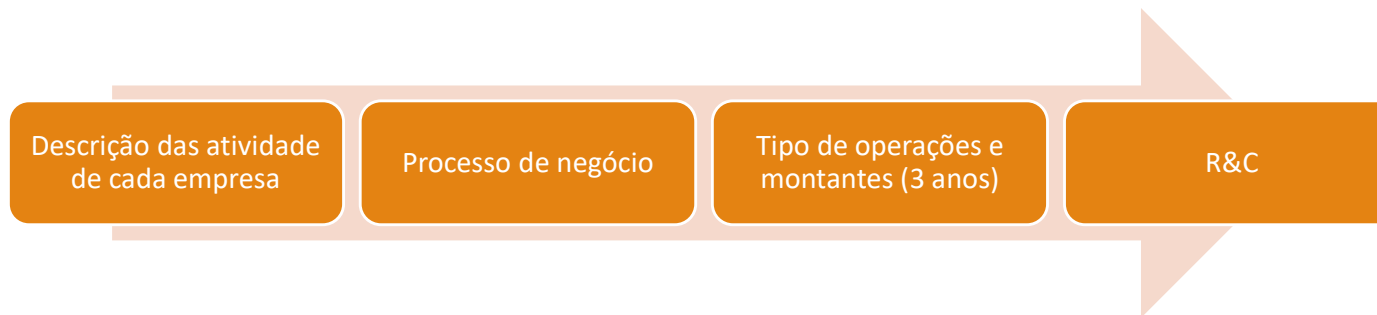 Descrição das atividade
de cada empresa
Processo de negócio
Tipo de operações e
montantes (3 anos)
R&C